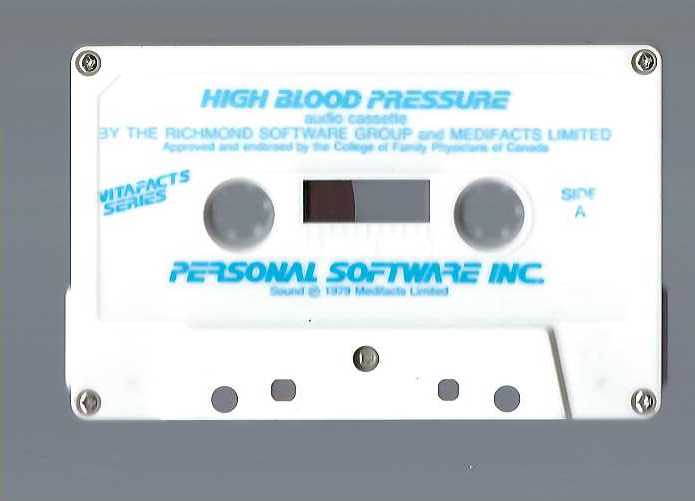 HIGH BLOOD PRESSURE
audio cassette
BY THE RICHMOND SOFTWARE GROUP and MEDIFACTS LIMITED
Approved and endorsed by the College of Family Physicians of Canada
VITAFACTS
SERIES
SIDE
A
PERSONAL SOFTWARE INC.
Sound ℗ 1979 Medifacts Limited